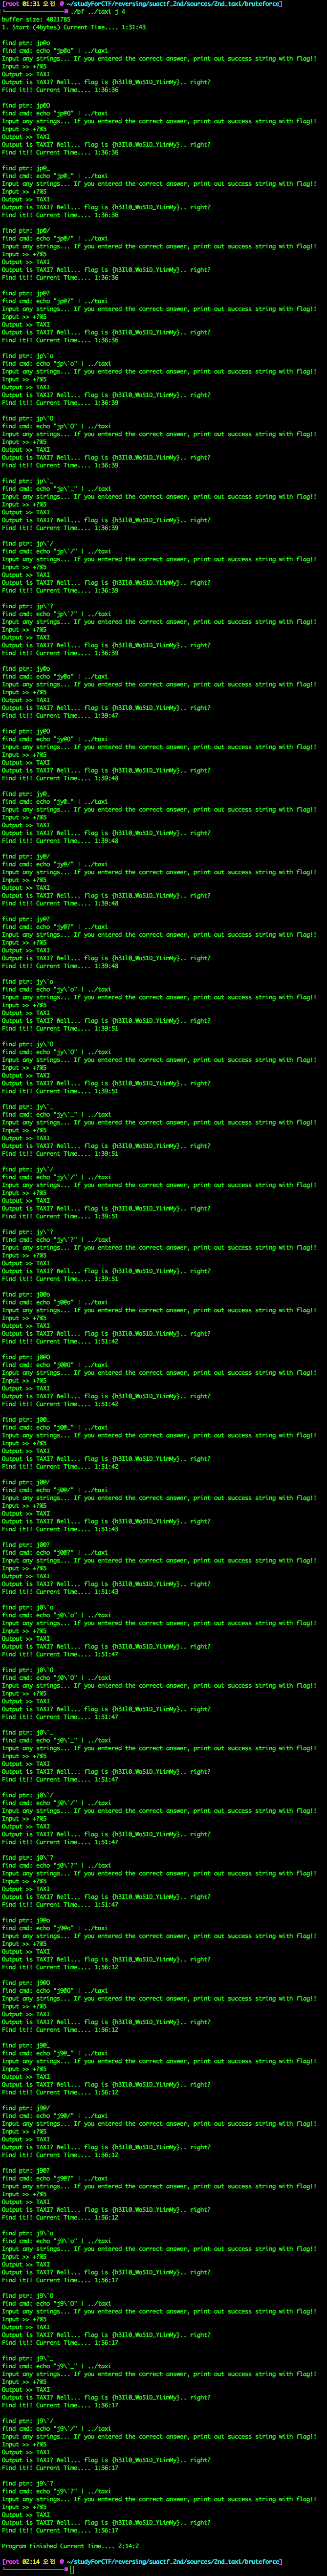 [root 01:31 오전 @ ~/studyForCTF/reversing/suactf_2nd/sources/2nd_taxi/bruteforce]
./bf ../taxi j 4
buffer size: 4021785
1. Start (4bytes) Current Time.... 1:31:43
find ptr: jp@o
find cmd: echo "jp@o" | ../taxi
Input any strings... If you entered the correct answer, print out success string with flag!!
Input >> +?%S
Output >> TAXI
Output is TAXI? Well... flag is {h3Il0_Wo51D_YLimMy}.. right?
Find it!! Current Time.... 1:36:36
find ptr: jp@O
find cmd: echo "jp@O" | ../taxi
Input any strings... If you entered the correct answer, print out success string with flag!!
Input >> +?%S
Output >> TAXI
Output is TAXI? Well... flag is {h3Il0_Wo51D_YLimMy}.. right?
Find it!! Current Time.... 1:36:36
find ptr: jp@_
find cmd: echo "jp@_" | ../taxi
Input any strings... If you entered the correct answer, print out success string with flag!!
Input >> +?%S
Output >> TAXI
Output is TAXI? Well... flag is {h3Il0_Wo51D_YLimMy}.. right?
Find it!! Current Time.... 1:36:36
find ptr: jp@/
find cmd: echo "jp@/" | ../taxi
Input any strings... If you entered the correct answer, print out success string with flag!!
Input >> +?%S
Output >> TAXI
Output is TAXI? Well... flag is {h3Il0_Wo51D_YLimMy}.. right?
Find it!! Current Time.... 1:36:36
find ptr: jp@?
find cmd: echo "jp@?" | ../taxi
Input any strings... If you entered the correct answer, print out success string with flag!!
Input >> +?%S
Output >> TAXI
Output is TAXI? Well... flag is {h3Il0_Wo51D_YLimMy}.. right?
Find it!! Current Time.... 1:36:36
find ptr: jp\`o
find cmd: echo "jp\`o" | ../taxi
Input any strings... If you entered the correct answer, print out success string with flag!!
Input >> +?%S
Output >> TAXI
Output is TAXI? Well... flag is {h3Il0_Wo51D_YLimMy}.. right?
Find it!! Current Time.... 1:36:39
find ptr: jp\`O
find cmd: echo "jp\`O" | ../taxi
Input any strings... If you entered the correct answer, print out success string with flag!!
Input >> +?%S
Output >> TAXI
Output is TAXI? Well... flag is {h3Il0_Wo51D_YLimMy}.. right?
Find it!! Current Time.... 1:36:39
find ptr: jp\`_
find cmd: echo "jp\`_" | ../taxi
Input any strings... If you entered the correct answer, print out success string with flag!!
Input >> +?%S
Output >> TAXI
Output is TAXI? Well... flag is {h3Il0_Wo51D_YLimMy}.. right?
Find it!! Current Time.... 1:36:39
find ptr: jp\`/
find cmd: echo "jp\`/" | ../taxi
Input any strings... If you entered the correct answer, print out success string with flag!!
Input >> +?%S
Output >> TAXI
Output is TAXI? Well... flag is {h3Il0_Wo51D_YLimMy}.. right?
Find it!! Current Time.... 1:36:39
find ptr: jp\`?
find cmd: echo "jp\`?" | ../taxi
Input any strings... If you entered the correct answer, print out success string with flag!!
Input >> +?%S
Output >> TAXI
Output is TAXI? Well... flag is {h3Il0_Wo51D_YLimMy}.. right?
Find it!! Current Time.... 1:36:39
find ptr: jy@o
find cmd: echo "jy@o" | ../taxi
Input any strings... If you entered the correct answer, print out success string with flag!!
Input >> +?%S
Output >> TAXI
Output is TAXI? Well... flag is {h3Il0_Wo51D_YLimMy}.. right?
Find it!! Current Time.... 1:39:47
find ptr: jy@O
find cmd: echo "jy@O" | ../taxi
Input any strings... If you entered the correct answer, print out success string with flag!!
Input >> +?%S
Output >> TAXI
Output is TAXI? Well... flag is {h3Il0_Wo51D_YLimMy}.. right?
Find it!! Current Time.... 1:39:48
find ptr: jy@_
find cmd: echo "jy@_" | ../taxi
Input any strings... If you entered the correct answer, print out success string with flag!!
Input >> +?%S
Output >> TAXI
Output is TAXI? Well... flag is {h3Il0_Wo51D_YLimMy}.. right?
Find it!! Current Time.... 1:39:48
find ptr: jy@/
find cmd: echo "jy@/" | ../taxi
Input any strings... If you entered the correct answer, print out success string with flag!!
Input >> +?%S
Output >> TAXI
Output is TAXI? Well... flag is {h3Il0_Wo51D_YLimMy}.. right?
Find it!! Current Time.... 1:39:48
find ptr: jy@?
find cmd: echo "jy@?" | ../taxi
Input any strings... If you entered the correct answer, print out success string with flag!!
Input >> +?%S
Output >> TAXI
Output is TAXI? Well... flag is {h3Il0_Wo51D_YLimMy}.. right?
Find it!! Current Time.... 1:39:48
find ptr: jy\`o
find cmd: echo "jy\`o" | ../taxi
Input any strings... If you entered the correct answer, print out success string with flag!!
Input >> +?%S
Output >> TAXI
Output is TAXI? Well... flag is {h3Il0_Wo51D_YLimMy}.. right?
Find it!! Current Time.... 1:39:51
find ptr: jy\`O
find cmd: echo "jy\`O" | ../taxi
Input any strings... If you entered the correct answer, print out success string with flag!!
Input >> +?%S
Output >> TAXI
Output is TAXI? Well... flag is {h3Il0_Wo51D_YLimMy}.. right?
Find it!! Current Time.... 1:39:51
find ptr: jy\`_
find cmd: echo "jy\`_" | ../taxi
Input any strings... If you entered the correct answer, print out success string with flag!!
Input >> +?%S
Output >> TAXI
Output is TAXI? Well... flag is {h3Il0_Wo51D_YLimMy}.. right?
Find it!! Current Time.... 1:39:51
find ptr: jy\`/
find cmd: echo "jy\`/" | ../taxi
Input any strings... If you entered the correct answer, print out success string with flag!!
Input >> +?%S
Output >> TAXI
Output is TAXI? Well... flag is {h3Il0_Wo51D_YLimMy}.. right?
Find it!! Current Time.... 1:39:51
find ptr: jy\`?
find cmd: echo "jy\`?" | ../taxi
Input any strings... If you entered the correct answer, print out success string with flag!!
Input >> +?%S
Output >> TAXI
Output is TAXI? Well... flag is {h3Il0_Wo51D_YLimMy}.. right?
Find it!! Current Time.... 1:39:51
find ptr: j0@o
find cmd: echo "j0@o" | ../taxi
Input any strings... If you entered the correct answer, print out success string with flag!!
Input >> +?%S
Output >> TAXI
Output is TAXI? Well... flag is {h3Il0_Wo51D_YLimMy}.. right?
Find it!! Current Time.... 1:51:42
find ptr: j0@O
find cmd: echo "j0@O" | ../taxi
Input any strings... If you entered the correct answer, print out success string with flag!!
Input >> +?%S
Output >> TAXI
Output is TAXI? Well... flag is {h3Il0_Wo51D_YLimMy}.. right?
Find it!! Current Time.... 1:51:42
find ptr: j0@_
find cmd: echo "j0@_" | ../taxi
Input any strings... If you entered the correct answer, print out success string with flag!!
Input >> +?%S
Output >> TAXI
Output is TAXI? Well... flag is {h3Il0_Wo51D_YLimMy}.. right?
Find it!! Current Time.... 1:51:42
find ptr: j0@/
find cmd: echo "j0@/" | ../taxi
Input any strings... If you entered the correct answer, print out success string with flag!!
Input >> +?%S
Output >> TAXI
Output is TAXI? Well... flag is {h3Il0_Wo51D_YLimMy}.. right?
Find it!! Current Time.... 1:51:43
find ptr: j0@?
find cmd: echo "j0@?" | ../taxi
Input any strings... If you entered the correct answer, print out success string with flag!!
Input >> +?%S
Output >> TAXI
Output is TAXI? Well... flag is {h3Il0_Wo51D_YLimMy}.. right?
Find it!! Current Time.... 1:51:43
find ptr: j0\`o
find cmd: echo "j0\`o" | ../taxi
Input any strings... If you entered the correct answer, print out success string with flag!!
Input >> +?%S
Output >> TAXI
Output is TAXI? Well... flag is {h3Il0_Wo51D_YLimMy}.. right?
Find it!! Current Time.... 1:51:47
find ptr: j0\`O
find cmd: echo "j0\`O" | ../taxi
Input any strings... If you entered the correct answer, print out success string with flag!!
Input >> +?%S
Output >> TAXI
Output is TAXI? Well... flag is {h3Il0_Wo51D_YLimMy}.. right?
Find it!! Current Time.... 1:51:47
find ptr: j0\`_
find cmd: echo "j0\`_" | ../taxi
Input any strings... If you entered the correct answer, print out success string with flag!!
Input >> +?%S
Output >> TAXI
Output is TAXI? Well... flag is {h3Il0_Wo51D_YLimMy}.. right?
Find it!! Current Time.... 1:51:47
find ptr: j0\`/
find cmd: echo "j0\`/" | ../taxi
Input any strings... If you entered the correct answer, print out success string with flag!!
Input >> +?%S
Output >> TAXI
Output is TAXI? Well... flag is {h3Il0_Wo51D_YLimMy}.. right?
Find it!! Current Time.... 1:51:47
find ptr: j0\`?
find cmd: echo "j0\`?" | ../taxi
Input any strings... If you entered the correct answer, print out success string with flag!!
Input >> +?%S
Output >> TAXI
Output is TAXI? Well... flag is {h3Il0_Wo51D_YLimMy}.. right?
Find it!! Current Time.... 1:51:47
find ptr: j9@o
find cmd: echo "j9@o" | ../taxi
Input any strings... If you entered the correct answer, print out success string with flag!!
Input >> +?%S
Output >> TAXI
Output is TAXI? Well... flag is {h3Il0_Wo51D_YLimMy}.. right?
Find it!! Current Time.... 1:56:12
find ptr: j9@O
find cmd: echo "j9@O" | ../taxi
Input any strings... If you entered the correct answer, print out success string with flag!!
Input >> +?%S
Output >> TAXI
Output is TAXI? Well... flag is {h3Il0_Wo51D_YLimMy}.. right?
Find it!! Current Time.... 1:56:12
find ptr: j9@_
find cmd: echo "j9@_" | ../taxi
Input any strings... If you entered the correct answer, print out success string with flag!!
Input >> +?%S
Output >> TAXI
Output is TAXI? Well... flag is {h3Il0_Wo51D_YLimMy}.. right?
Find it!! Current Time.... 1:56:12
find ptr: j9@/
find cmd: echo "j9@/" | ../taxi
Input any strings... If you entered the correct answer, print out success string with flag!!
Input >> +?%S
Output >> TAXI
Output is TAXI? Well... flag is {h3Il0_Wo51D_YLimMy}.. right?
Find it!! Current Time.... 1:56:12
find ptr: j9@?
find cmd: echo "j9@?" | ../taxi
Input any strings... If you entered the correct answer, print out success string with flag!!
Input >> +?%S
Output >> TAXI
Output is TAXI? Well... flag is {h3Il0_Wo51D_YLimMy}.. right?
Find it!! Current Time.... 1:56:12
find ptr: j9\`o
find cmd: echo "j9\`o" | ../taxi
Input any strings... If you entered the correct answer, print out success string with flag!!
Input >> +?%S
Output >> TAXI
Output is TAXI? Well... flag is {h3Il0_Wo51D_YLimMy}.. right?
Find it!! Current Time.... 1:56:17
find ptr: j9\`O
find cmd: echo "j9\`O" | ../taxi
Input any strings... If you entered the correct answer, print out success string with flag!!
Input >> +?%S
Output >> TAXI
Output is TAXI? Well... flag is {h3Il0_Wo51D_YLimMy}.. right?
Find it!! Current Time.... 1:56:17
find ptr: j9\`_
find cmd: echo "j9\`_" | ../taxi
Input any strings... If you entered the correct answer, print out success string with flag!!
Input >> +?%S
Output >> TAXI
Output is TAXI? Well... flag is {h3Il0_Wo51D_YLimMy}.. right?
Find it!! Current Time.... 1:56:17
find ptr: j9\`/
find cmd: echo "j9\`/" | ../taxi
Input any strings... If you entered the correct answer, print out success string with flag!!
Input >> +?%S
Output >> TAXI
Output is TAXI? Well... flag is {h3Il0_Wo51D_YLimMy}.. right?
Find it!! Current Time.... 1:56:17
find ptr: j9\`?
find cmd: echo "j9\`?" | ../taxi
Input any strings... If you entered the correct answer, print out success string with flag!!
Input >> +?%S
Output >> TAXI
Output is TAXI? Well... flag is {h3Il0_Wo51D_YLimMy}.. right?
Find it!! Current Time.... 1:56:17
Program Finished Current Time.... 2:14:2
[root 02:14 오전 @ ~/studyForCTF/reversing/suactf_2nd/sources/2nd_taxi/bruteforce]